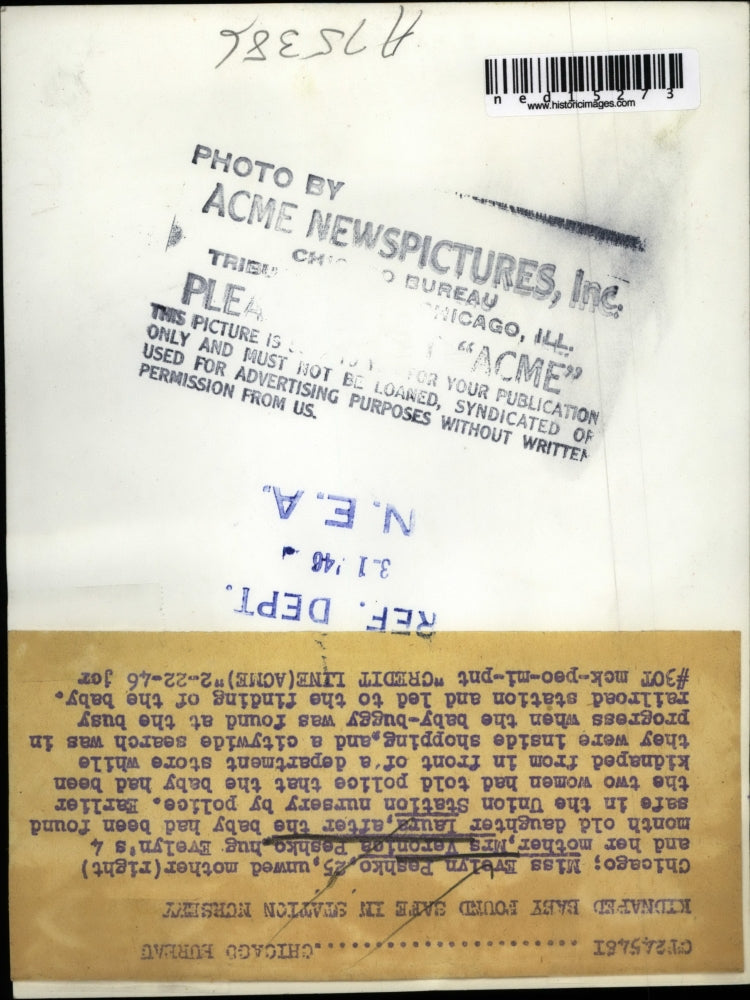 A75386
ned15273
www.historicimages.com
PHOTO BY
ACME NEWSPICTURES, Inc.
BUREAU
ILL.
"ACME"
THIS PICTURE IS FOR YOUR PUBLICATION
ONLY AND MUST NOT BE LOANED, SYNDICATED OR
USED FOR ADVERTISING PURPOSES WITHOUT WRITTEN
PERMISSION FROM US.
REF. DEPT.
3-1'46
N.E.A.
CT245461..........................CHICAGO BUREAU
KIDNAPED BABY FOUND SAFE IN STATION NURSERY
Chicago; Miss Evelyn Peshko,25,unwed mother(right)
and her mother,Mrs Veronica Peshko,hug Evelyn's 4
month old daughter Laura,after the baby had been found
safe in the Union Station nursery by police. Earlier
the two women had told police that the baby had been
kidnaped from in front of a department store while
they were inside shopping,and a citywide search was in
progress when the baby-buggy was found at the busy
railroad station and led to the finding of the baby.
#30T mck-peo-mi-pnt "CREDIT LINE(ACME)"2-22-46 jor